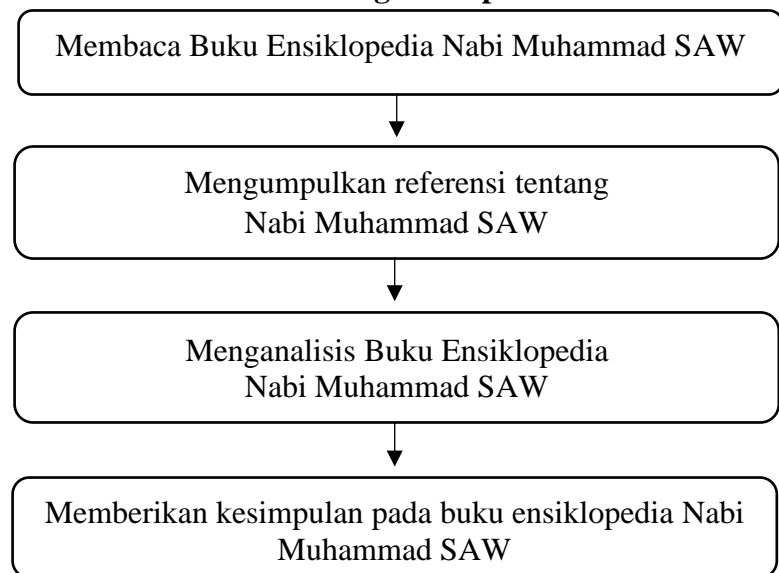 Membaca Buku Ensiklopedia Nabi Muhammad SAW
Mengumpulkan referensi tentang
Nabi Muhammad SAW
Menganalisis Buku Ensiklopedia
Nabi Muhammad SAW
Memberikan kesimpulan pada buku ensiklopedia Nabi
Muhammad SAW